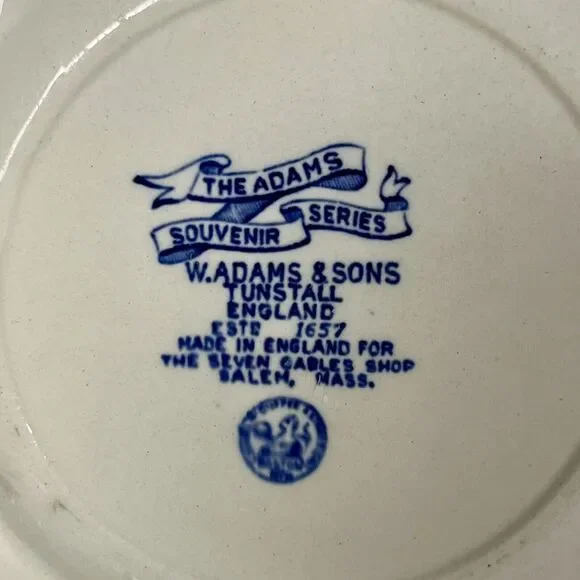 THE ADAMS
SOUVENIR SERIES
W. ADAMS & SONS
TUNSTALL
ENGLAND
ESTD 1657
MADE IN ENGLAND FOR
THE SEVEN GABLES SHOP
SALEM, MASS.